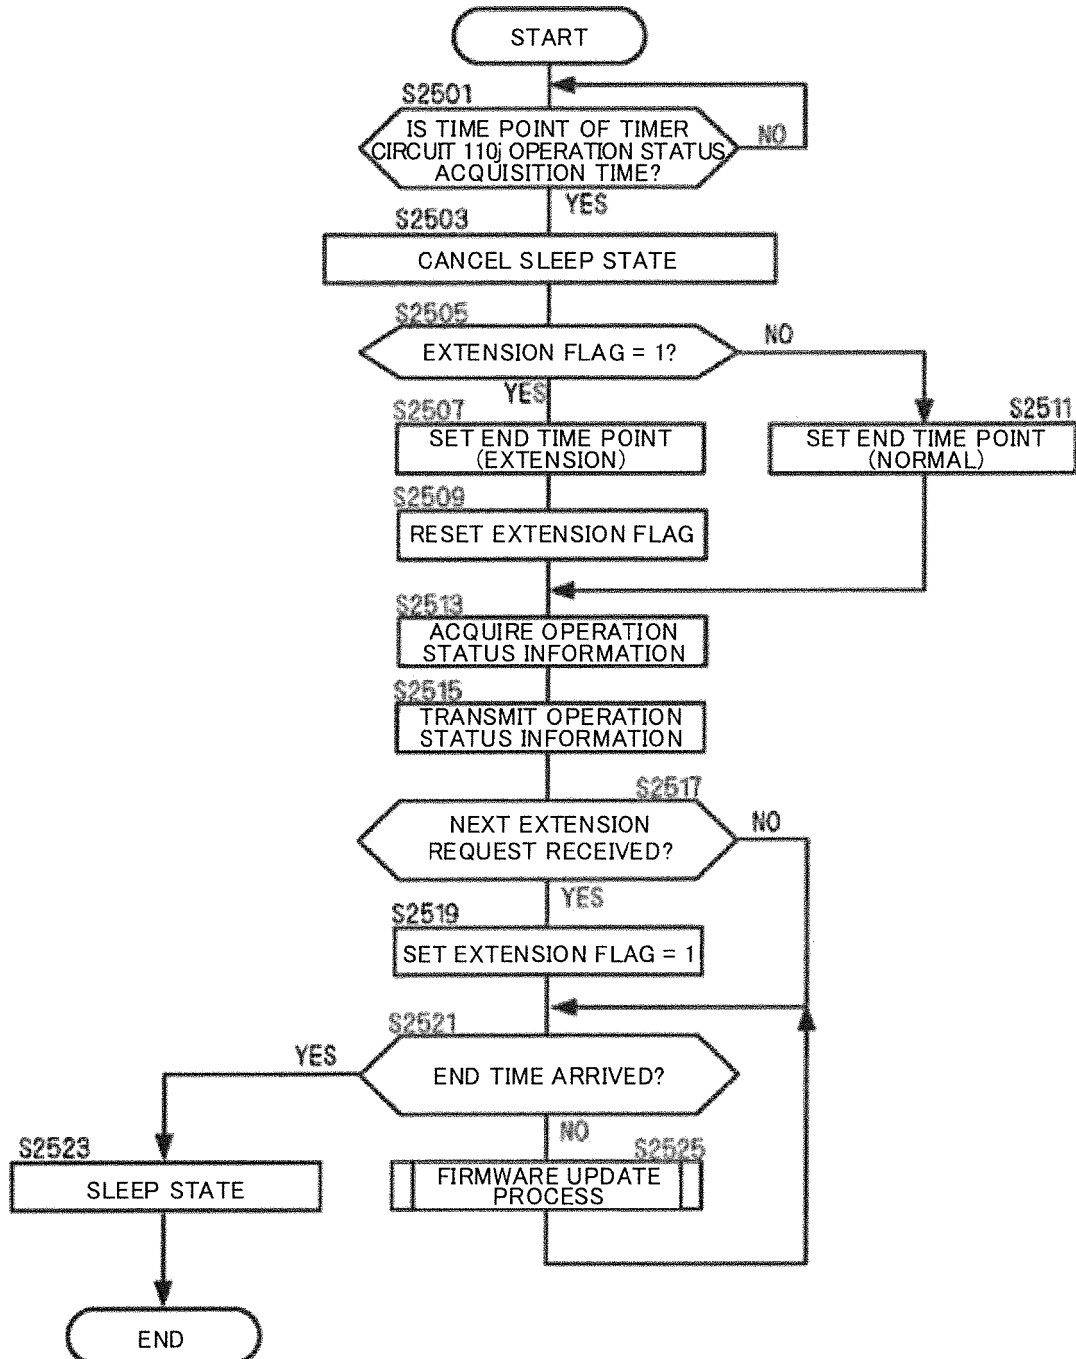 START
S2501
IS TIME POINT OF TIMER
CIRCUIT 110j OPERATION STATUS
ACQUISITION TIME?
NO
YES
S2503
CANCEL SLEEP STATE
S2505
EXTENSION FLAG = 1?
NO
YES
S2507
SET END TIME POINT
(EXTENSION)
S2511
SET END TIME POINT
(NORMAL)
S2509
RESET EXTENSION FLAG
S2513
ACQUIRE OPERATION
STATUS INFORMATION
S2515
TRANSMIT OPERATION
STATUS INFORMATION
S2517
NEXT EXTENSION
REQUEST RECEIVED?
NO
YES
S2519
SET EXTENSION FLAG = 1
S2521
END TIME ARRIVED?
YES
NO
S2523
SLEEP STATE
S2525
FIRMWARE UPDATE
PROCESS
END